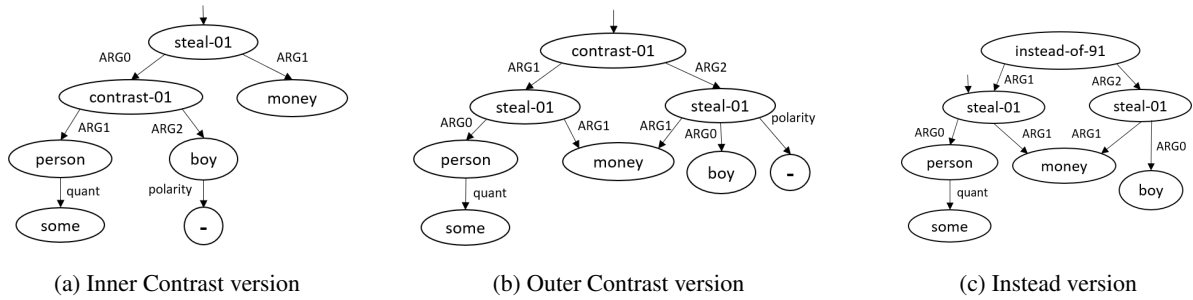 steal-01
ARG0 ARG1
contrast-01 money
ARG1 ARG2
person boy
quant polarity
some -
(a) Inner Contrast version
contrast-01
ARG1 ARG2
steal-01 steal-01
ARG0 ARG1 ARG1 ARG0 polarity
person money boy -
quant
some
(b) Outer Contrast version
instead-of-91
ARG1 ARG2
steal-01 steal-01
ARG0 ARG1 ARG1 ARG0
person money boy
quant
some
(c) Instead version